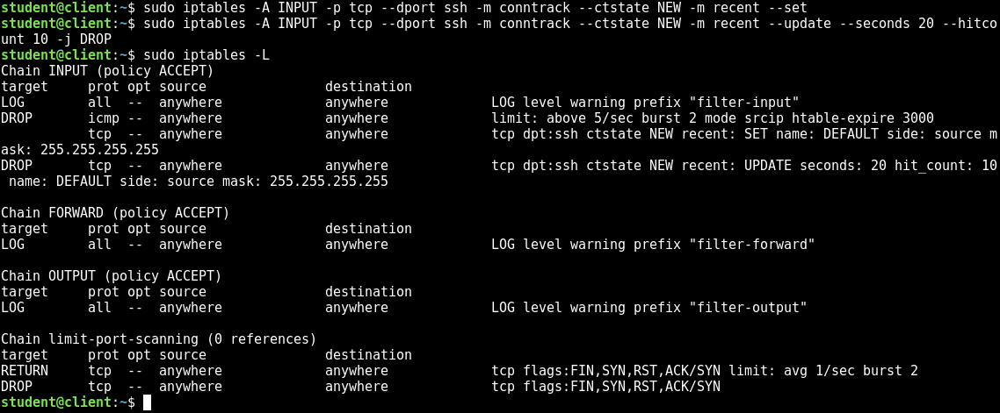 student@client:~$ sudo iptables -A INPUT -p tcp --dport ssh -m conntrack --ctstate NEW -m recent --set
student@client:~$ sudo iptables -A INPUT -p tcp --dport ssh -m conntrack --ctstate NEW -m recent --update --seconds 20 --hitco
unt 10 -j DROP
student@client:~$ sudo iptables -L
Chain INPUT (policy ACCEPT)
target     prot opt source               destination
LOG        all  --  anywhere             anywhere             LOG level warning prefix "filter-input"
DROP       icmp --  anywhere             anywhere             limit: above 5/sec burst 2 mode srcip htable-expire 3000
           tcp  --  anywhere             anywhere             tcp dpt:ssh ctstate NEW recent: SET name: DEFAULT side: source m
ask: 255.255.255.255
DROP       tcp  --  anywhere             anywhere             tcp dpt:ssh ctstate NEW recent: UPDATE seconds: 20 hit_count: 10
 name: DEFAULT side: source mask: 255.255.255.255

Chain FORWARD (policy ACCEPT)
target     prot opt source               destination
LOG        all  --  anywhere             anywhere             LOG level warning prefix "filter-forward"

Chain OUTPUT (policy ACCEPT)
target     prot opt source               destination
LOG        all  --  anywhere             anywhere             LOG level warning prefix "filter-output"

Chain limit-port-scanning (0 references)
target     prot opt source               destination
RETURN     tcp  --  anywhere             anywhere             tcp flags:FIN,SYN,RST,ACK/SYN limit: avg 1/sec burst 2
DROP       tcp  --  anywhere             anywhere             tcp flags:FIN,SYN,RST,ACK/SYN
student@client:~$